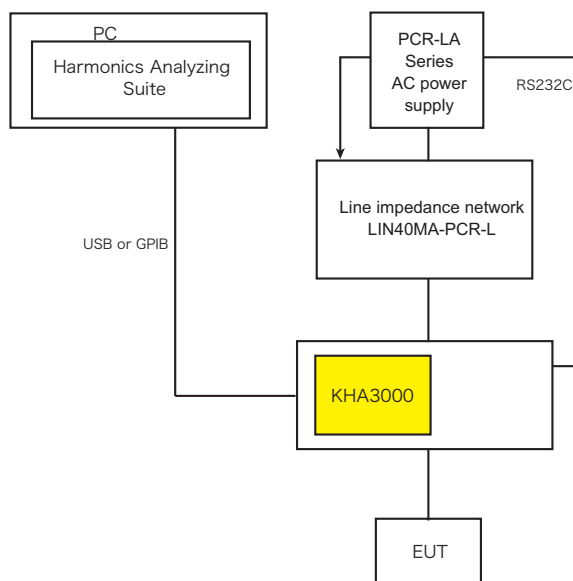 PC
Harmonics Analyzing
Suite
PCR-LA
Series
AC power
supply
RS232C
Line impedance network
LIN40MA-PCR-L
USB or GPIB
KHA3000
EUT